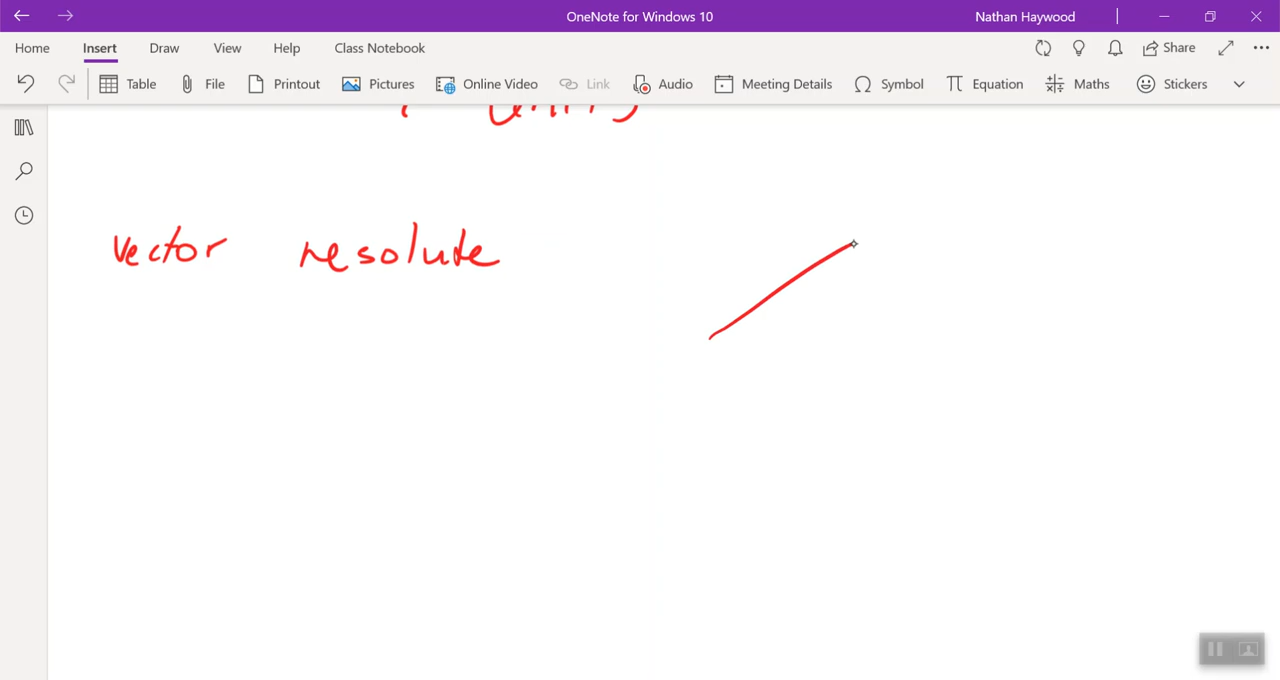 OneNote for Windows 10
Nathan Haywood
Home Insert Draw View Help Class Notebook Share
Table File Printout Pictures Online Video Link Audio Meeting Details Symbol Equation Maths Stickers
vector resolute